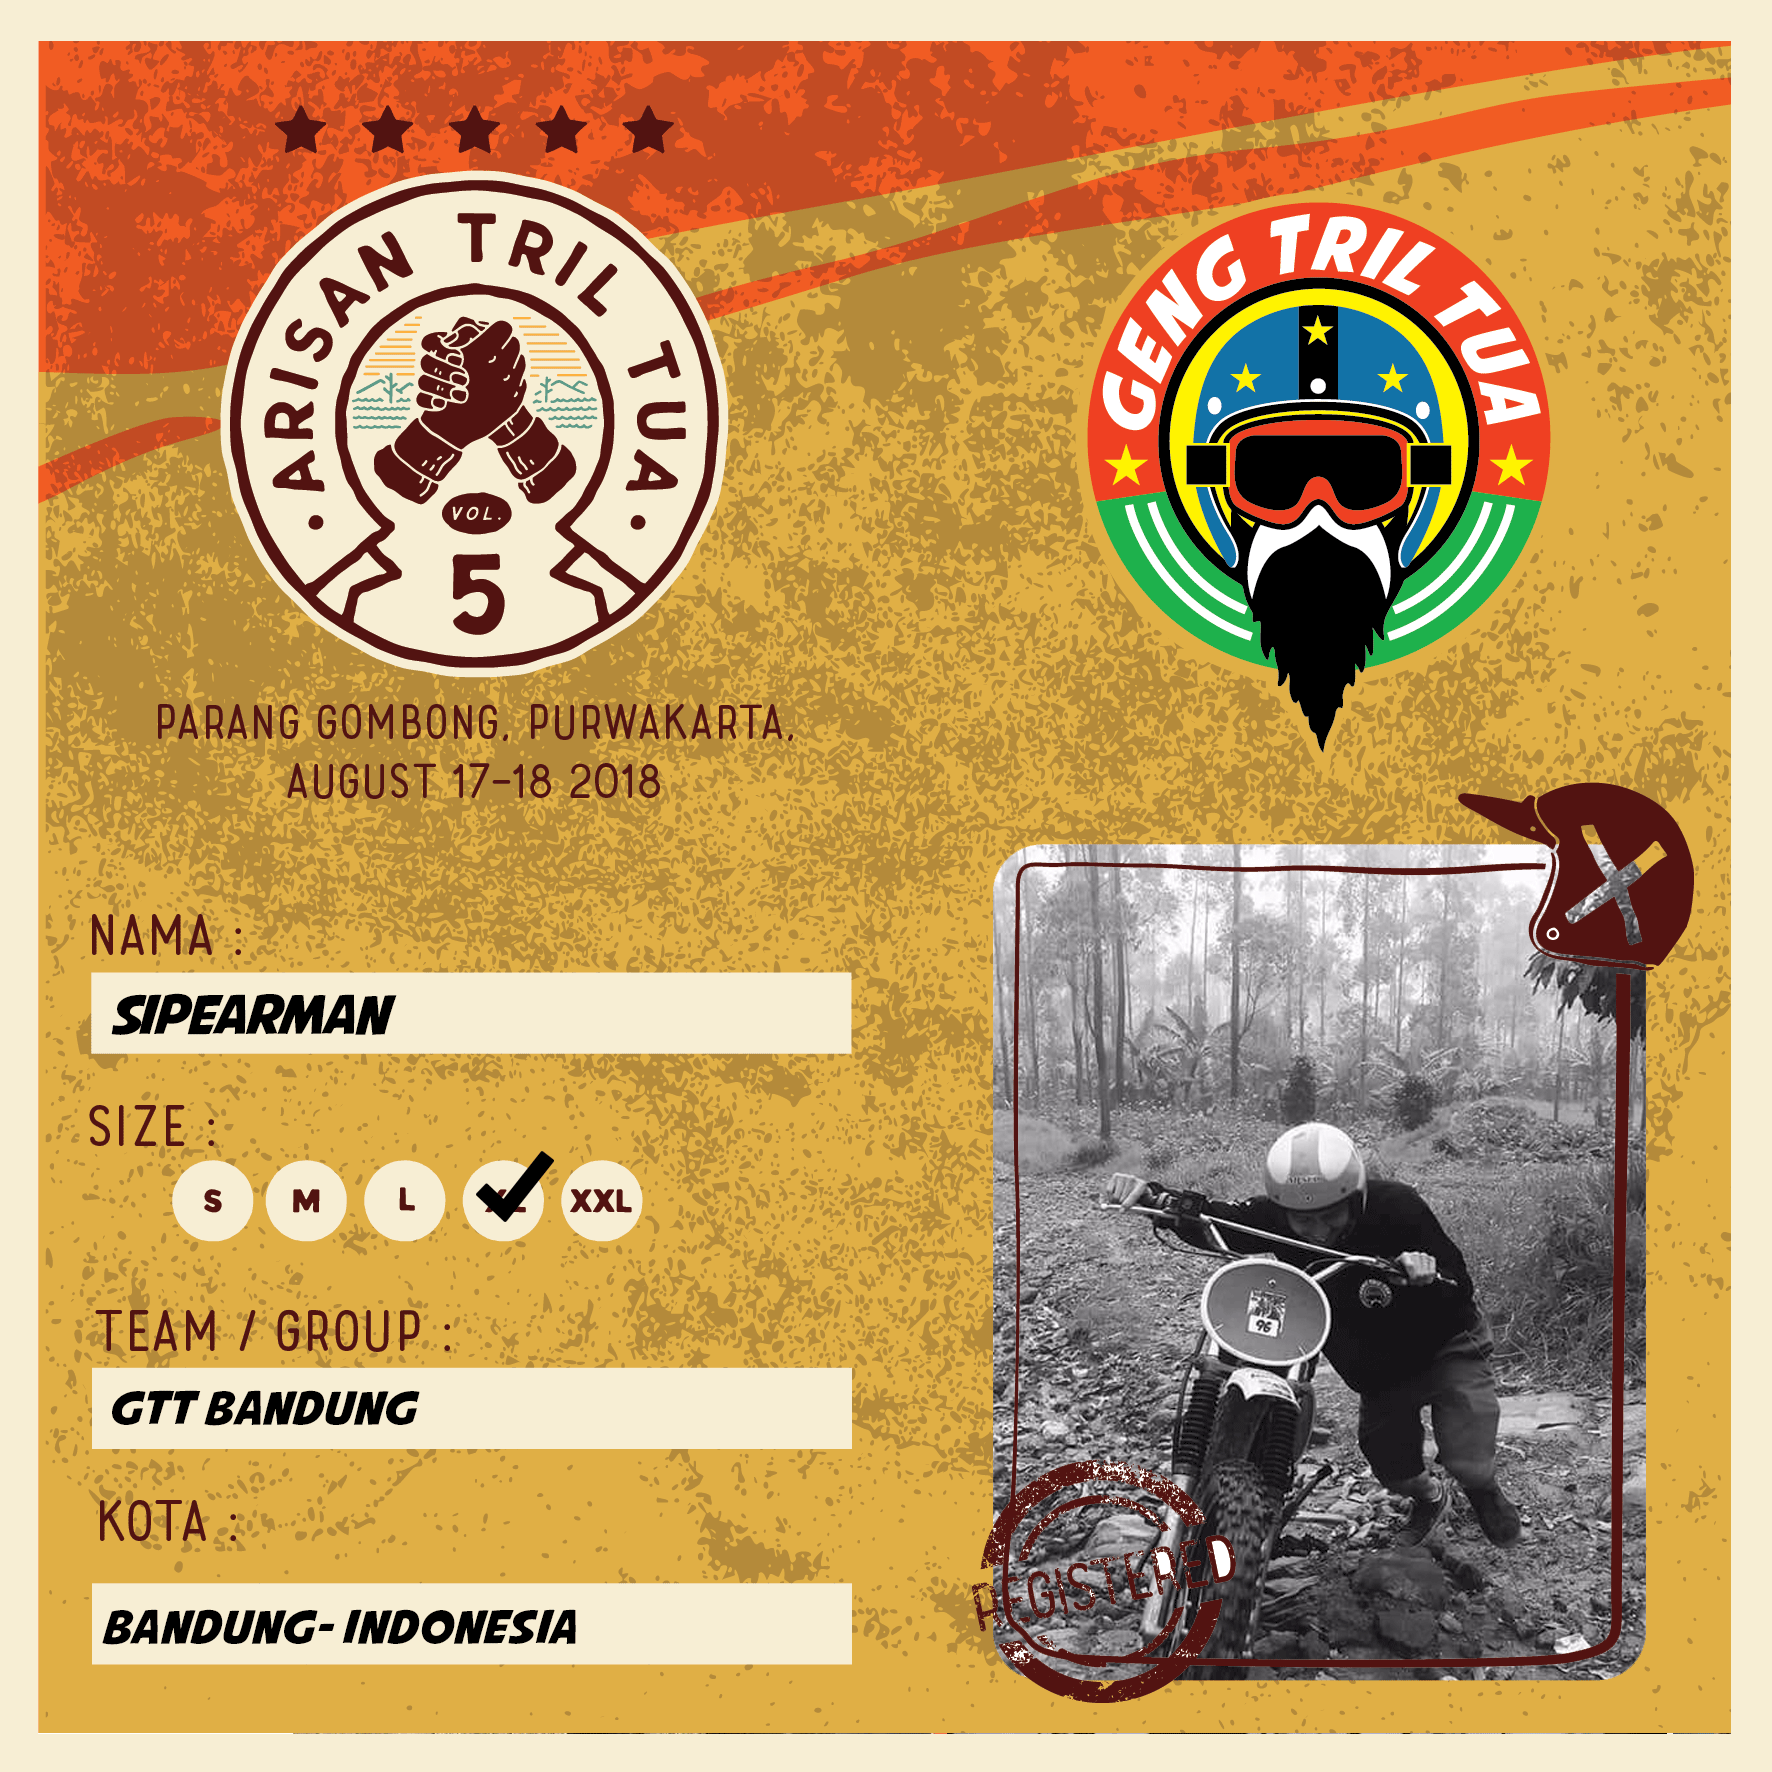 ARISAN TRIL TUA
VOL.
5
GENG TRIL TUA
PARANG GOMBONG, PURWAKARTA,
AUGUST 17-18 2018
NAMA :
SIPEARMAN
SIZE :
S M L XL XXL
TEAM / GROUP :
GTT BANDUNG
KOTA :
BANDUNG- INDONESIA
96
REGISTERED